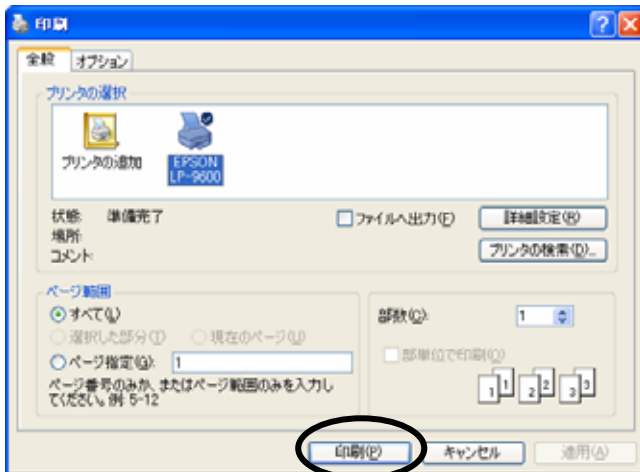 印刷
全般 オプション
プリンタの選択
プリンタの追加
EPSON
LP-9600
状態: 準備完了
場所:
コメント:
ファイルへ出力(F)
詳細設定(R)
プリンタの検索(D)...
ページ範囲
すべて(L)
選択した部分(T) 現在のページ(U)
ページ指定(G): 1
ページ番号のみか、またはページ範囲のみを入力し
てください。例: 5-12
部数(C): 1
部単位で印刷(O)
1 1 2 2 3 3
印刷(P) キャンセル 適用(A)